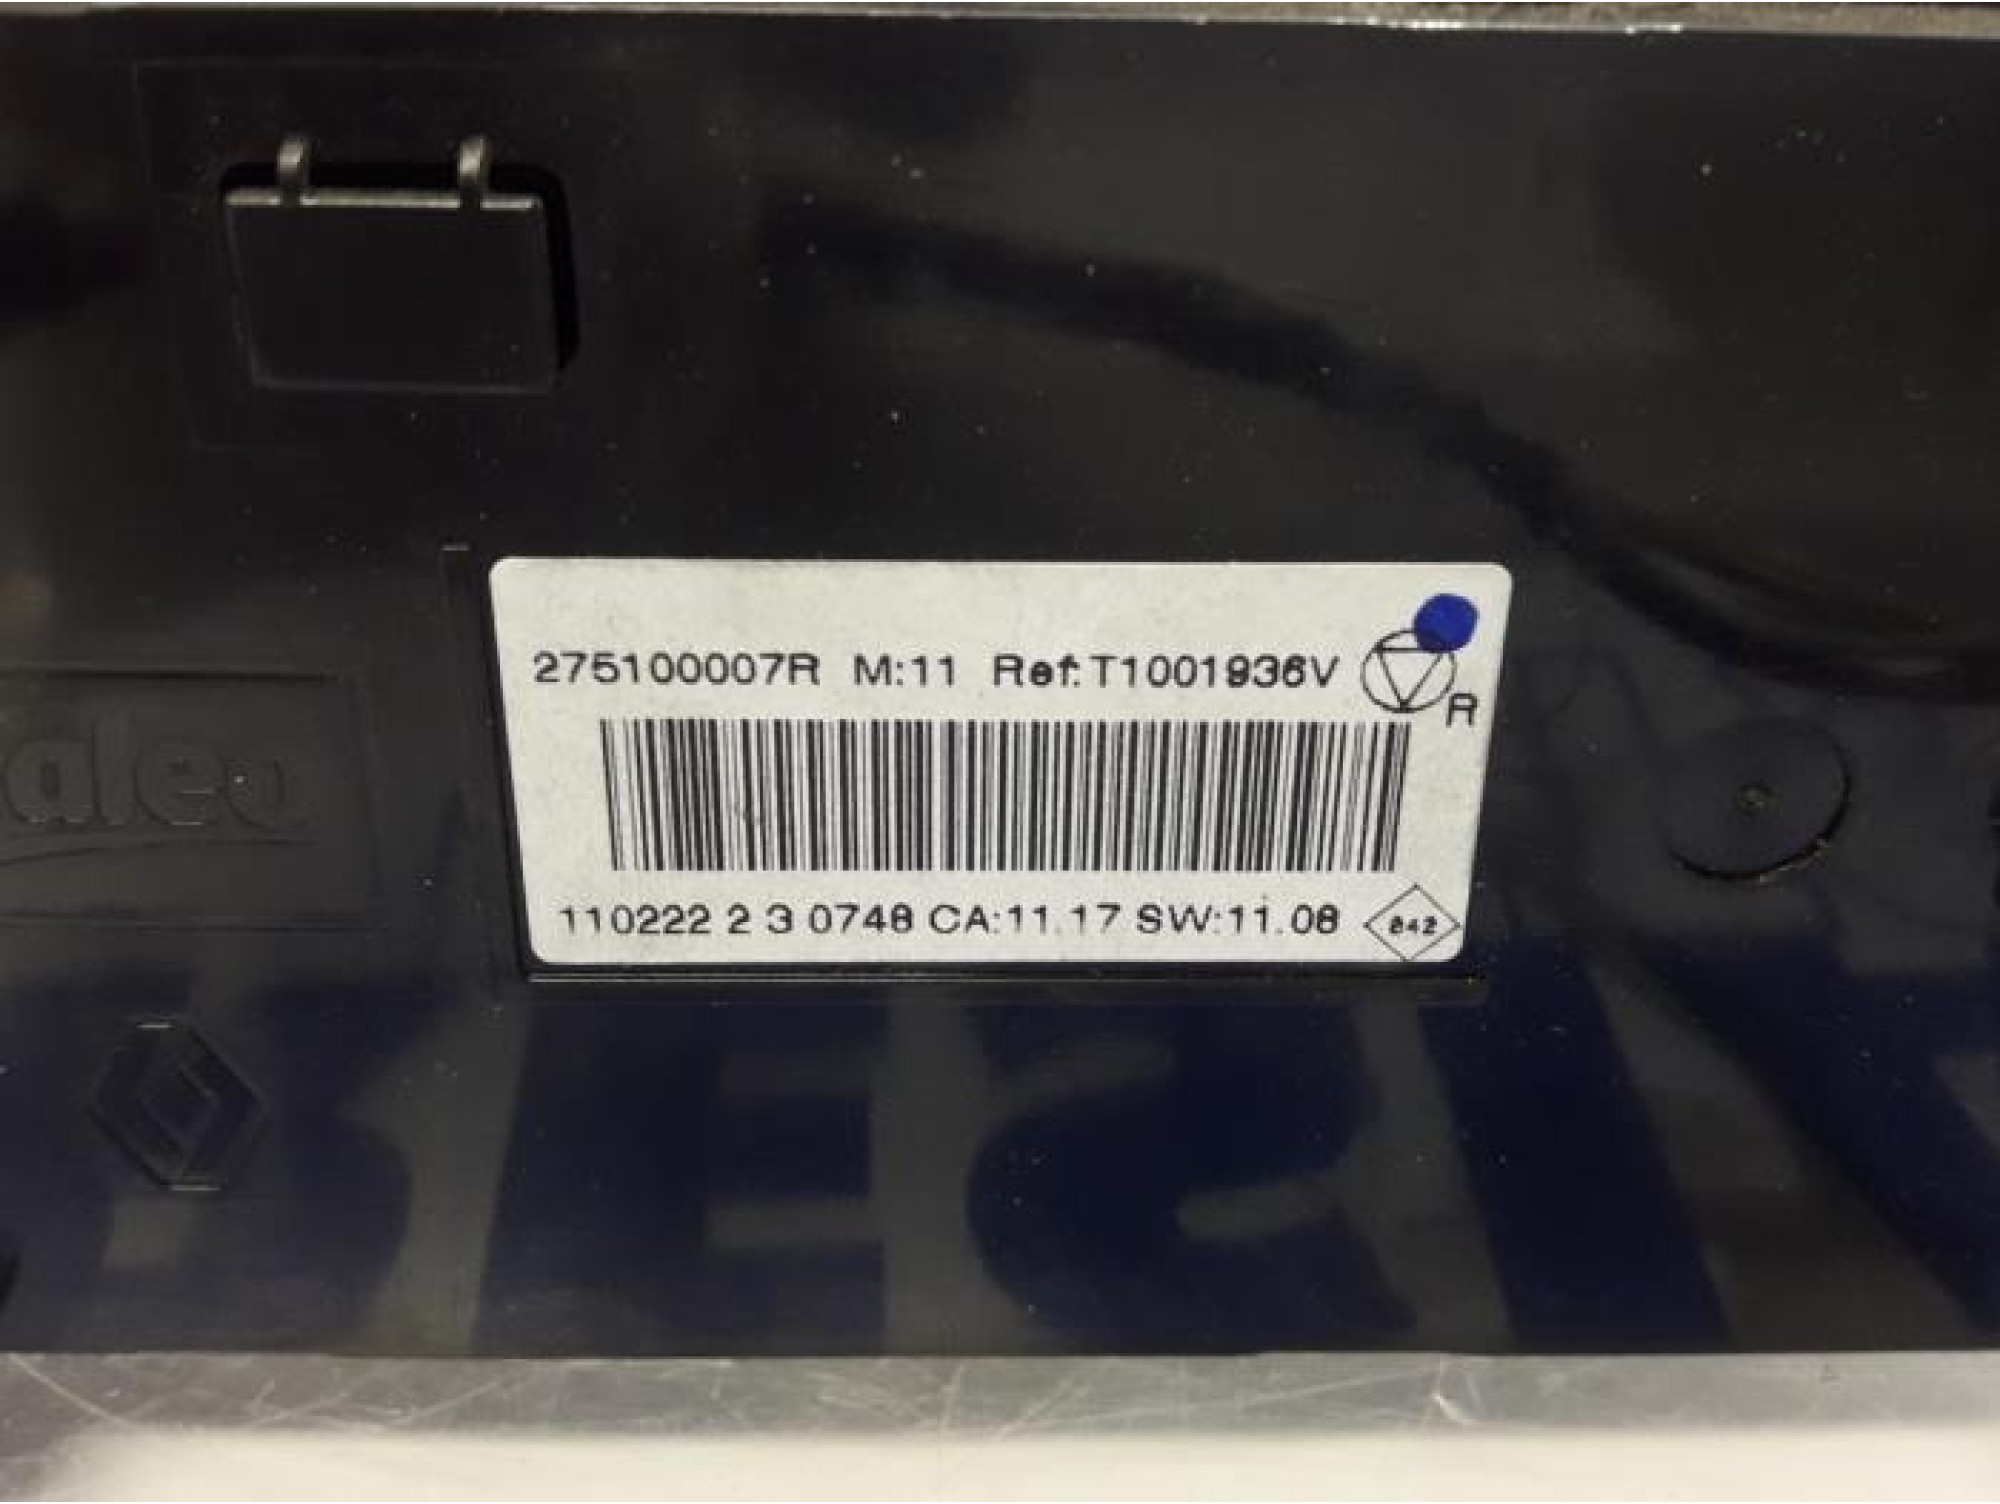 275100007R M:11 Ref:T1001936V
R
110222 2 3 0748 CA:11.17 SW:11.08
842